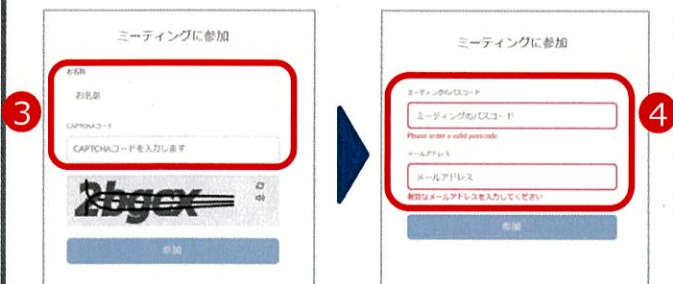 ミーティングに参加
お名前
お名前
CAPTCHAコード
CAPTCHAコードを入力します
2bgcx
参加
3
ミーティングに参加
ミーティングのパスコード
ミーティングのパスコード
Please enter a valid passcode
メールアドレス
メールアドレス
有効なメールアドレスを入力してください
参加
4